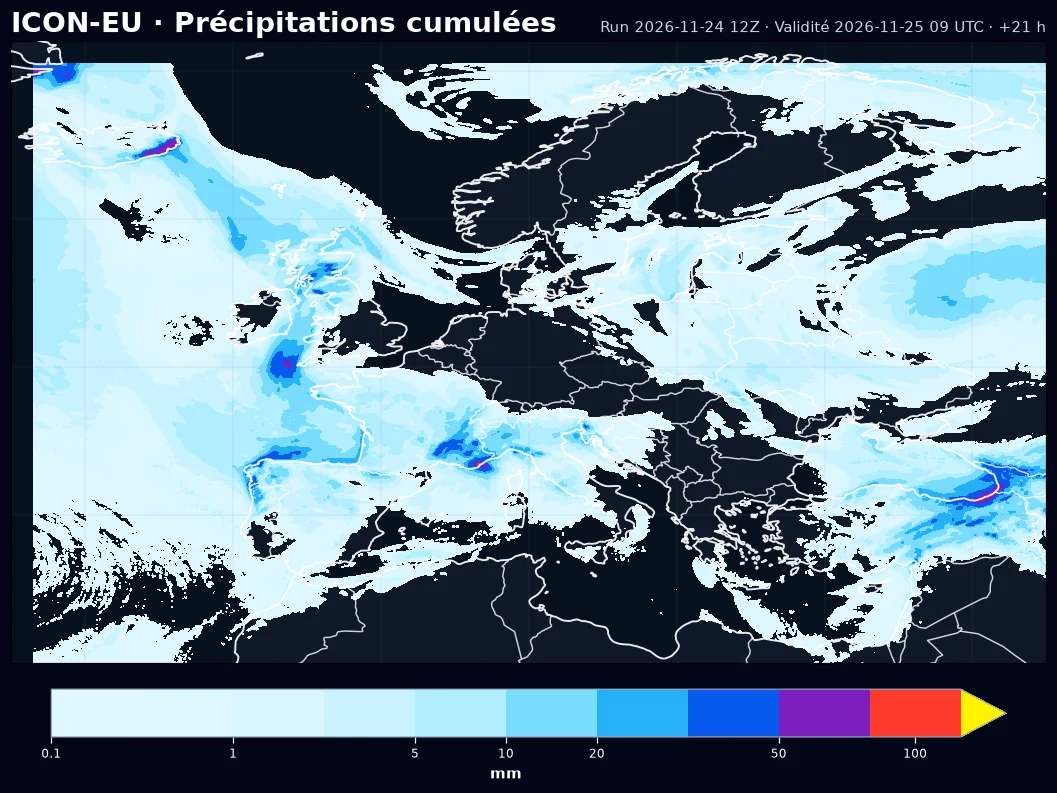 ICON-EU · Précipitations cumulées
Run 2026-11-24 12Z · Validité 2026-11-25 09 UTC · +21 h
0.1 1 5 10 20 50 100
mm